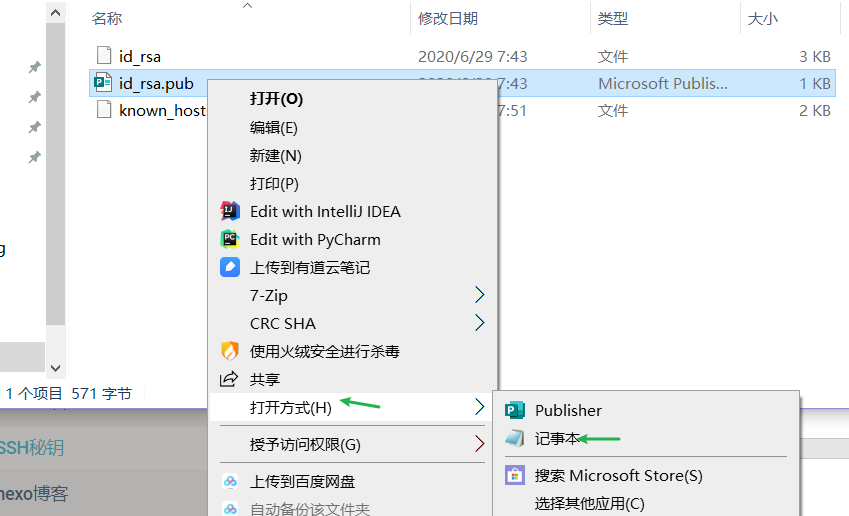 名称 修改日期 类型 大小
id_rsa 2020/6/29 7:43 文件 3 KB
id_rsa.pub 7:43 Microsoft Publis... 1 KB
known_host 7:51 文件 2 KB
打开(O)
编辑(E)
新建(N)
打印(P)
Edit with IntelliJ IDEA
Edit with PyCharm
上传到有道云笔记
7-Zip
CRC SHA
使用火绒安全进行杀毒
共享
打开方式(H)
授予访问权限(G)
上传到百度网盘
自动备份该文件夹
Publisher
记事本
搜索 Microsoft Store(S)
选择其他应用(C)
g
1 个项目 571 字节
SSH秘钥
hexo博客